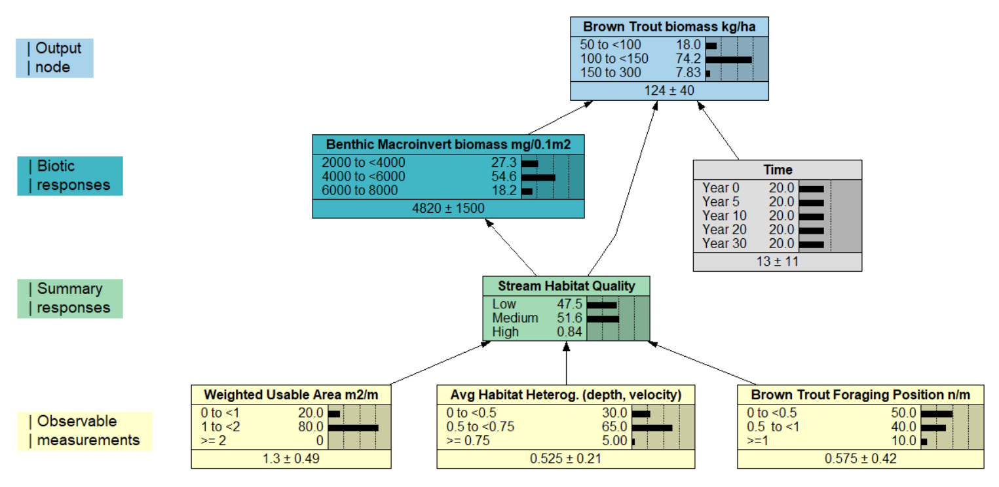 Brown Trout biomass kg/ha
50 to <100 18.0
100 to <150 74.2
150 to 300 7.83
124 ± 40
| Output
| node
Benthic Macroinvert biomass mg/0.1m2
2000 to <4000 27.3
4000 to <6000 54.6
6000 to 8000 18.2
4820 ± 1500
| Biotic
| responses
Time
Year 0 20.0
Year 5 20.0
Year 10 20.0
Year 20 20.0
Year 30 20.0
13 ± 11
| Summary
| responses
Stream Habitat Quality
Low 47.5
Medium 51.6
High 0.84
Weighted Usable Area m2/m
0 to <1 20.0
1 to <2 80.0
>= 2 0
1.3 ± 0.49
Avg Habitat Heterog. (depth, velocity)
0 to <0.5 30.0
0.5 to <0.75 65.0
>= 0.75 5.00
0.525 ± 0.21
Brown Trout Foraging Position n/m
0 to <0.5 50.0
0.5 to <1 40.0
>=1 10.0
0.575 ± 0.42
| Observable
| measurements